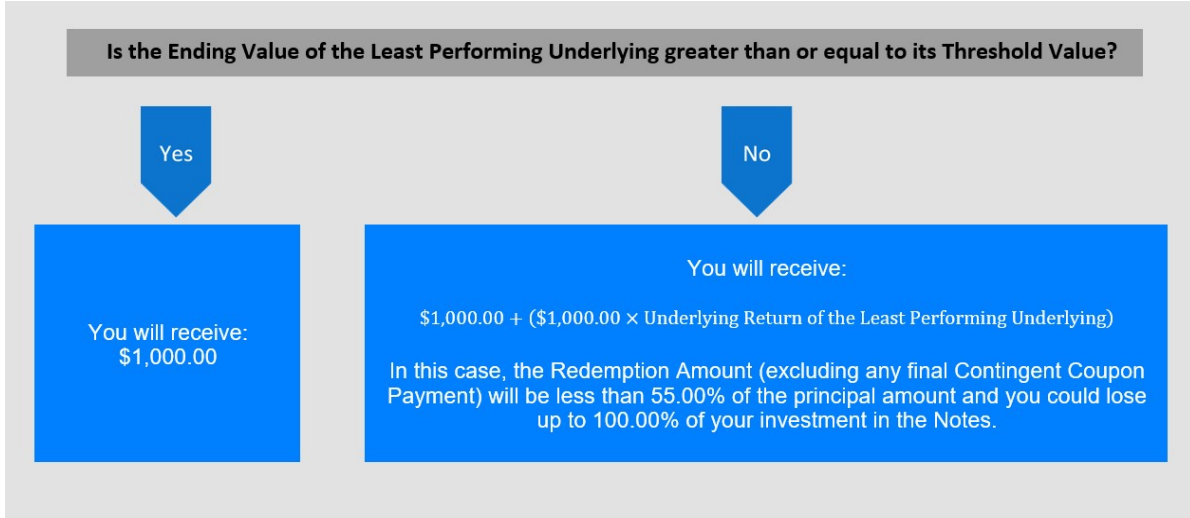 Is the Ending Value of the Least Performing Underlying greater than or equal to its Threshold Value?
Yes
No
You will receive:
$1,000.00
You will receive:
$1,000.00 + ($1,000.00 × Underlying Return of the Least Performing Underlying)
In this case, the Redemption Amount (excluding any final Contingent Coupon
Payment) will be less than 55.00% of the principal amount and you could lose
up to 100.00% of your investment in the Notes.